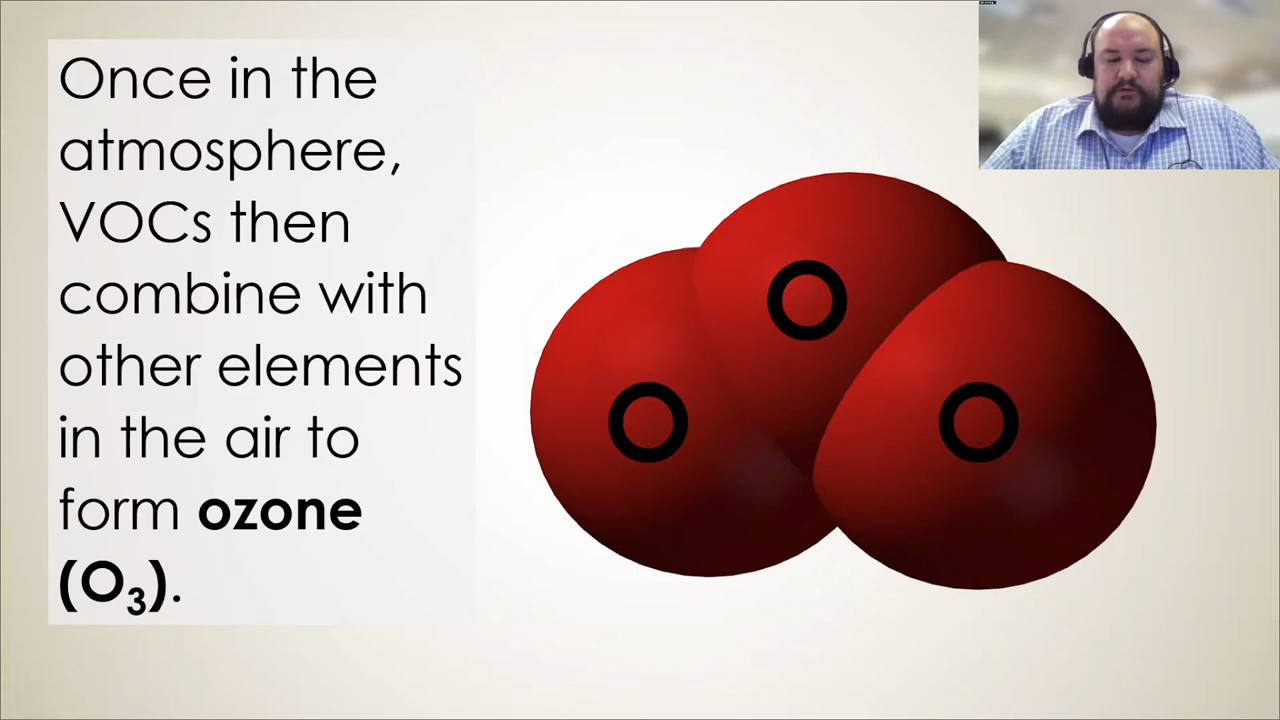 Once in the
atmosphere,
VOCs then
combine with
other elements
in the air to
form ozone
(O₃).
O
O
O